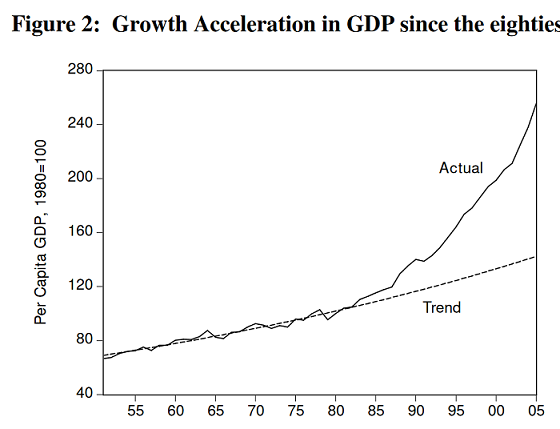 Figure 2: Growth Acceleration in GDP since the eighties
280
240
200
160
120
80
40
Per Capita GDP, 1980=100
Actual
Trend
55 60 65 70 75 80 85 90 95 00 05